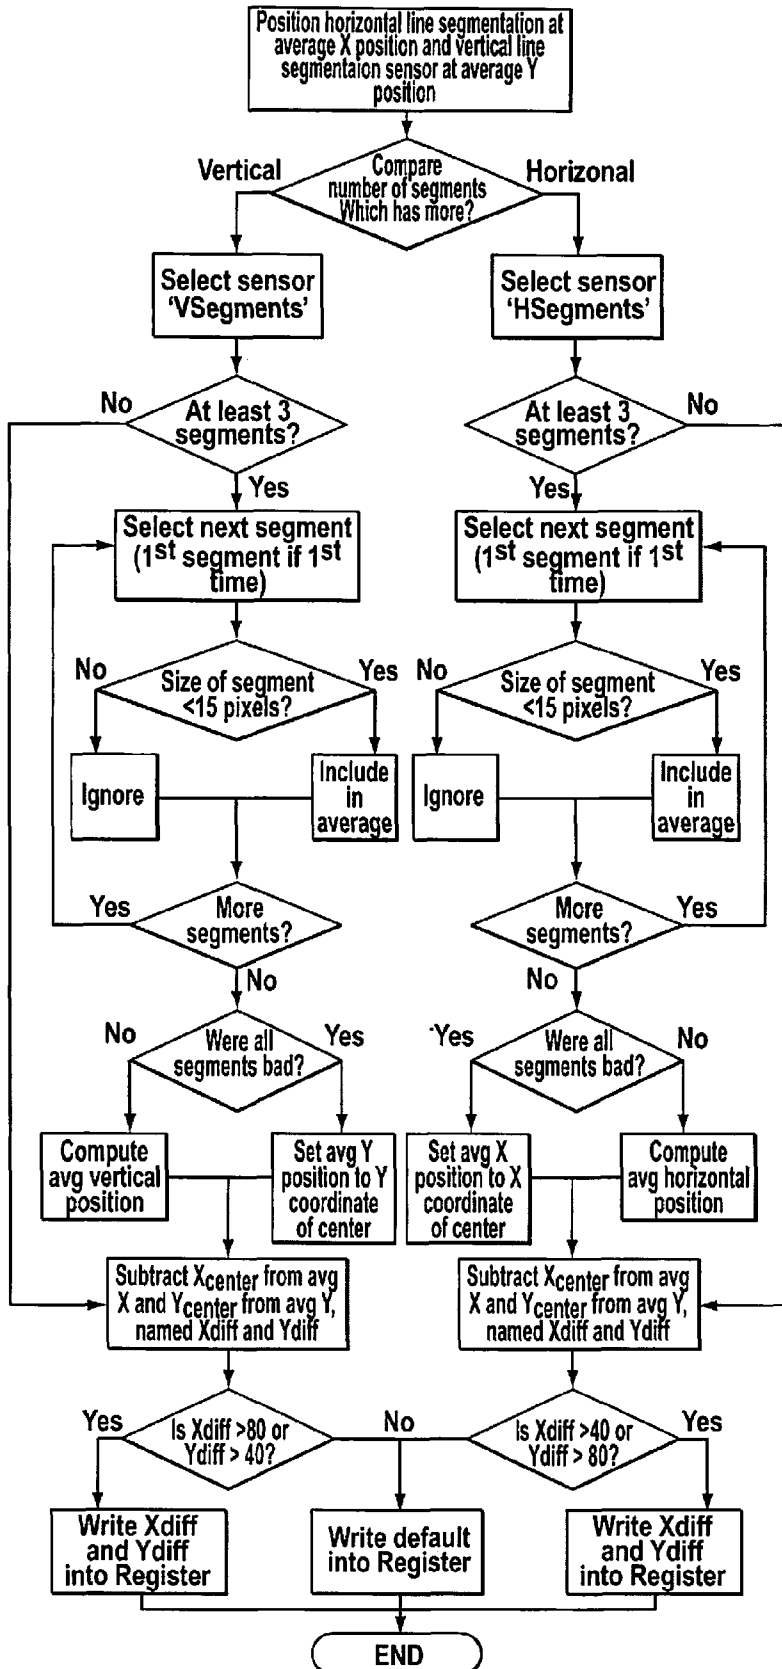 Position horizontal line segmentation at
average X position and vertical line
segmentaion sensor at average Y
position
Compare
number of segments
Which has more?
Vertical
Horizonal
Select sensor
'VSegments'
Select sensor
'HSegments'
No
At least 3
segments?
At least 3
segments?
No
Yes
Yes
Select next segment
(1st segment if 1st
time)
Select next segment
(1st segment if 1st
time)
No
Size of segment
<15 pixels?
Yes
No
Size of segment
<15 pixels?
Yes
Ignore
Include
in
average
Ignore
Include
in
average
Yes
More
segments?
More
segments?
Yes
No
No
No
Were all
segments bad?
Yes
Yes
Were all
segments bad?
No
Compute
avg vertical
position
Set avg Y
position to Y
coordinate
of center
Set avg X
position to X
coordinate
of center
Compute
avg horizontal
position
Subtract Xcenter from avg
X and Ycenter from avg Y,
named Xdiff and Ydiff
Subtract Xcenter from avg
X and Ycenter from avg Y,
named Xdiff and Ydiff
Yes
Is Xdiff >80 or
Ydiff > 40?
No
Is Xdiff >40 or
Ydiff > 80?
Yes
Write Xdiff
and Ydiff
into Register
Write default
into Register
Write Xdiff
and Ydiff
into Register
END